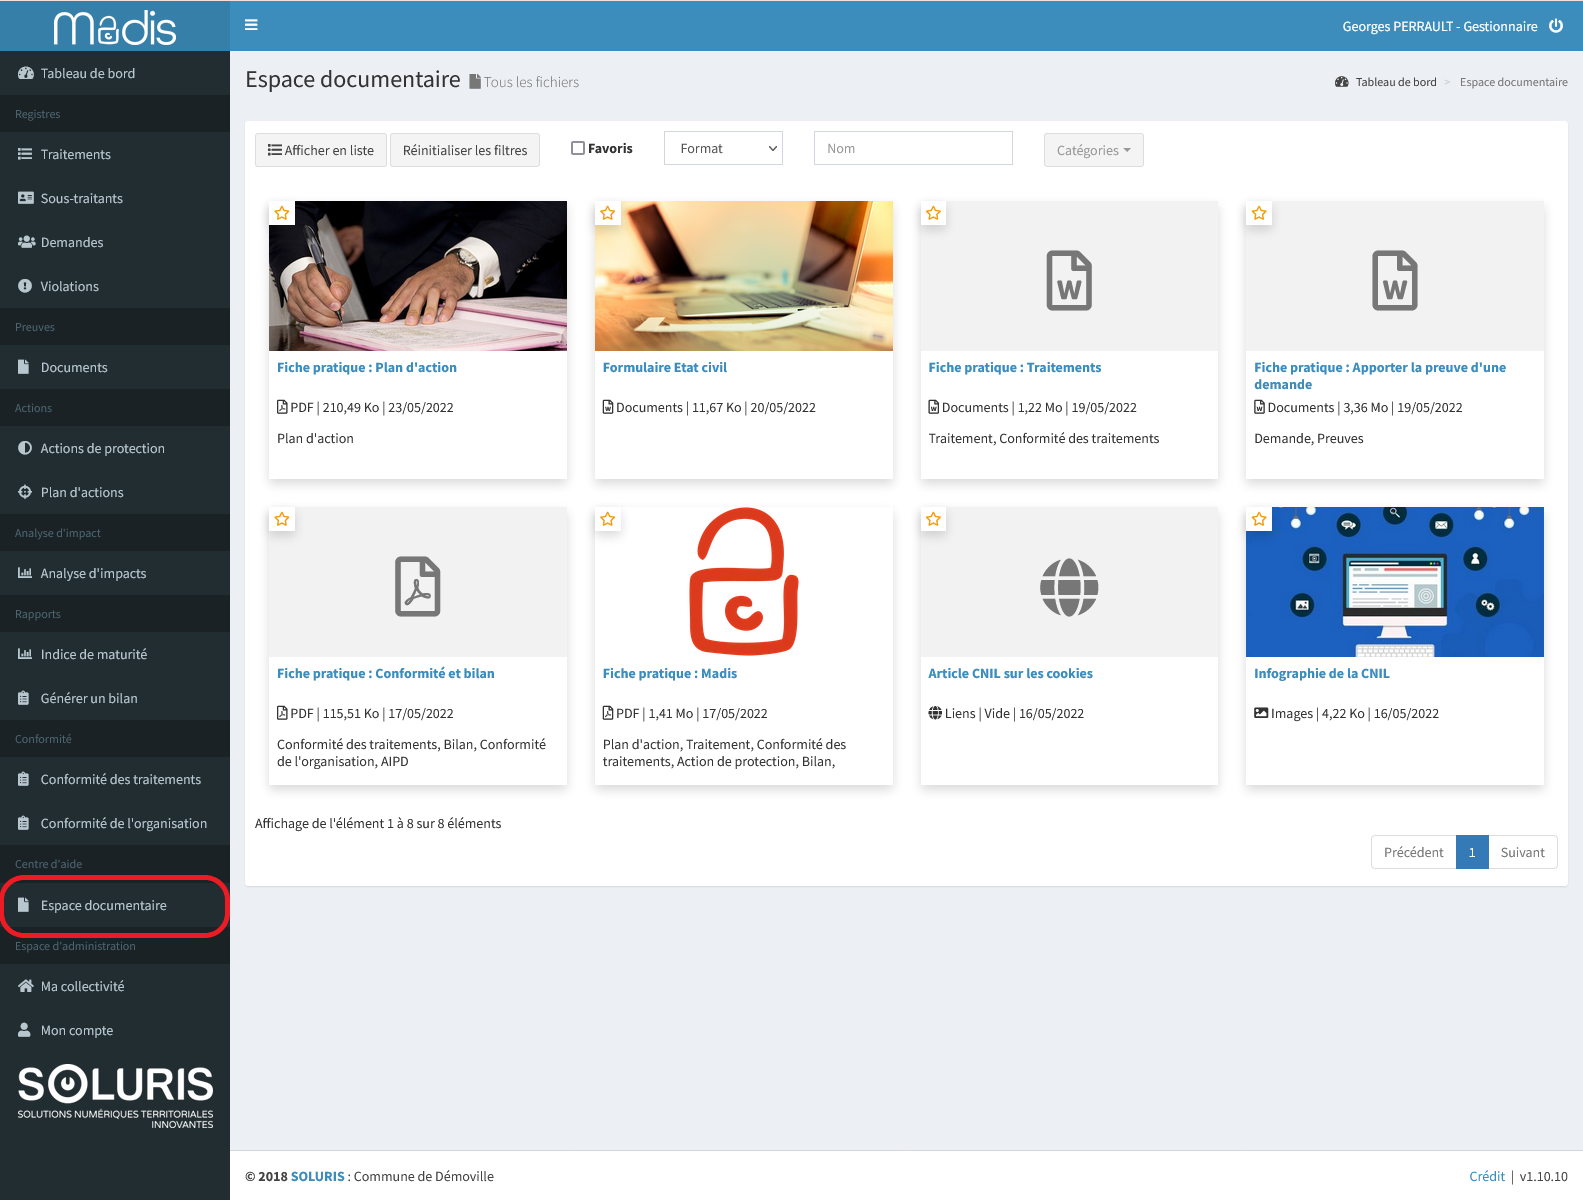 Madis
Georges PERRAULT - Gestionnaire
Tableau de bord
Registres
Traitements
Sous-traitants
Demandes
Violations
Preuves
Documents
Actions
Actions de protection
Plan d'actions
Analyse d'impact
Analyse d'impacts
Rapports
Indice de maturité
Générer un bilan
Conformité
Conformité des traitements
Conformité de l'organisation
Centre d'aide
Espace documentaire
Espace d'administration
Ma collectivité
Mon compte
SOLURIS
SOLUTIONS NUMÉRIQUES TERRITORIALES
INNOVANTES
Espace documentaire Tous les fichiers
Tableau de bord > Espace documentaire
Afficher en liste Réinitialiser les filtres Favoris Format Nom Catégories
Fiche pratique : Plan d'action
PDF | 210,49 Ko | 23/05/2022
Plan d'action
Formulaire Etat civil
Documents | 11,67 Ko | 20/05/2022
W
Fiche pratique : Traitements
Documents | 1,22 Mo | 19/05/2022
Traitement, Conformité des traitements
W
Fiche pratique : Apporter la preuve d'une
demande
Documents | 3,36 Mo | 19/05/2022
Demande, Preuves
Fiche pratique : Conformité et bilan
PDF | 115,51 Ko | 17/05/2022
Conformité des traitements, Bilan, Conformité
de l'organisation, AIPD
Fiche pratique : Madis
PDF | 1,41 Mo | 17/05/2022
Plan d'action, Traitement, Conformité des
traitements, Action de protection, Bilan,
Article CNIL sur les cookies
Liens | Vide | 16/05/2022
Infographie de la CNIL
Images | 4,22 Ko | 16/05/2022
Affichage de l'élément 1 à 8 sur 8 éléments
Précédent 1 Suivant
© 2018 SOLURIS : Commune de Démoville
Crédit | v1.10.10